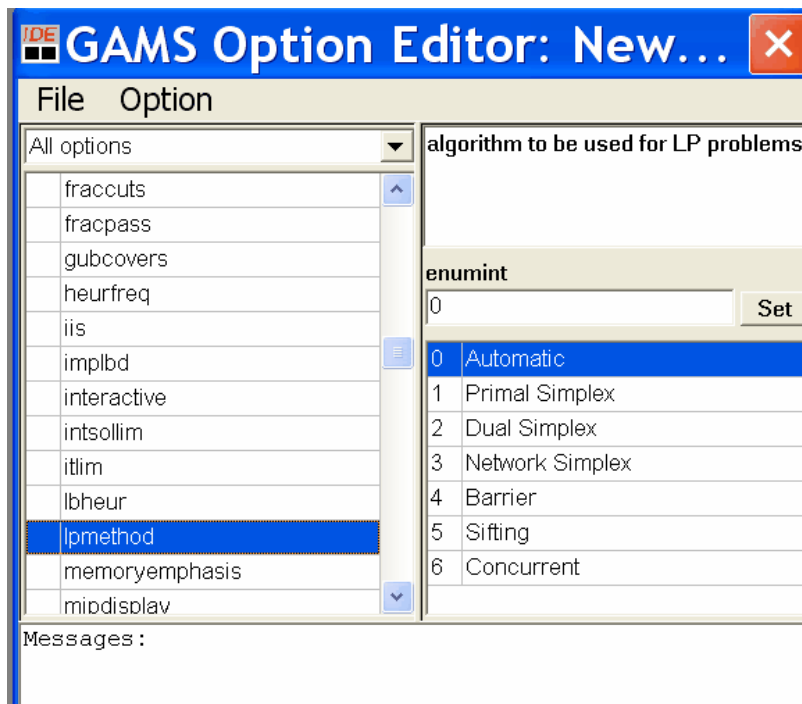 IDE
GAMS Option Editor: New...
File Option
All options
fraccuts
fracpass
gubcovers
heurfreq
iis
implbd
interactive
intsollim
itlim
lbheur
lpmethod
memoryemphasis
mipdisplay
algorithm to be used for LP problems
enumint
0
Set
0 Automatic
1 Primal Simplex
2 Dual Simplex
3 Network Simplex
4 Barrier
5 Sifting
6 Concurrent
Messages: